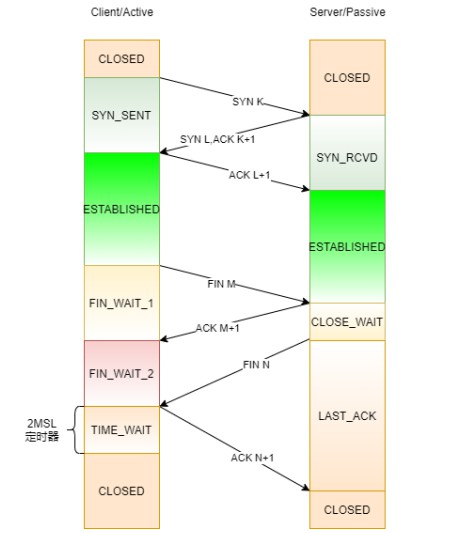 Client/Active
Server/Passive
CLOSED
CLOSED
SYN K
SYN_SENT
SYN L,ACK K+1
SYN_RCVD
ACK L+1
ESTABLISHED
ESTABLISHED
FIN M
FIN_WAIT_1
CLOSE_WAIT
ACK M+1
FIN N
FIN_WAIT_2
LAST_ACK
2MSL
定时器
TIME_WAIT
ACK N+1
CLOSED
CLOSED